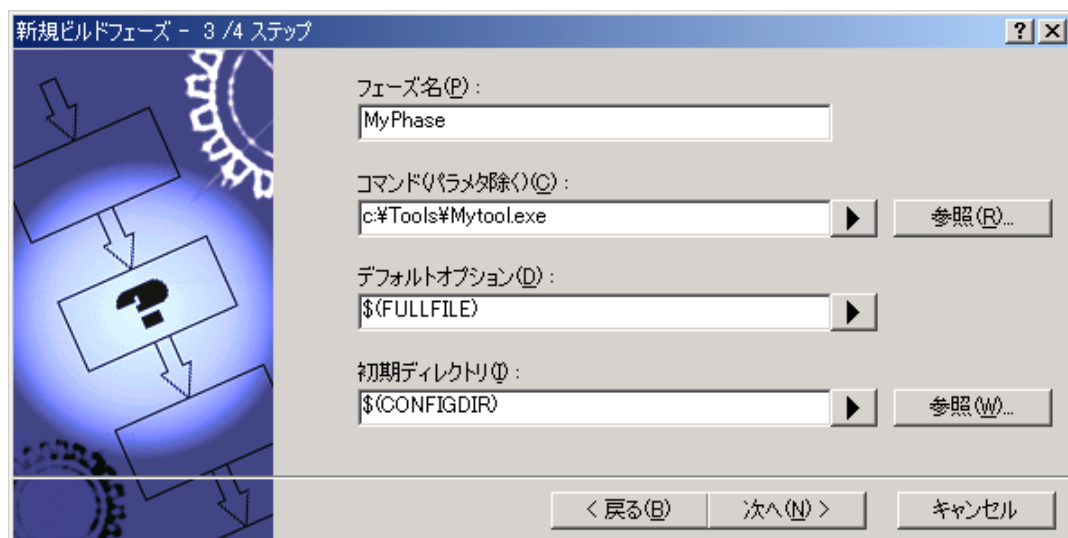 新規ビルドフェーズ - 3 /4 ステップ
フェーズ名(P) :
MyPhase
コマンド(パラメタ除く)(C) :
c:¥Tools¥Mytool.exe
参照(R)...
デフォルトオプション(D) :
$(FULLFILE)
初期ディレクトリ(I) :
$(CONFIGDIR)
参照(W)...
< 戻る(B)
次へ(N) >
キャンセル